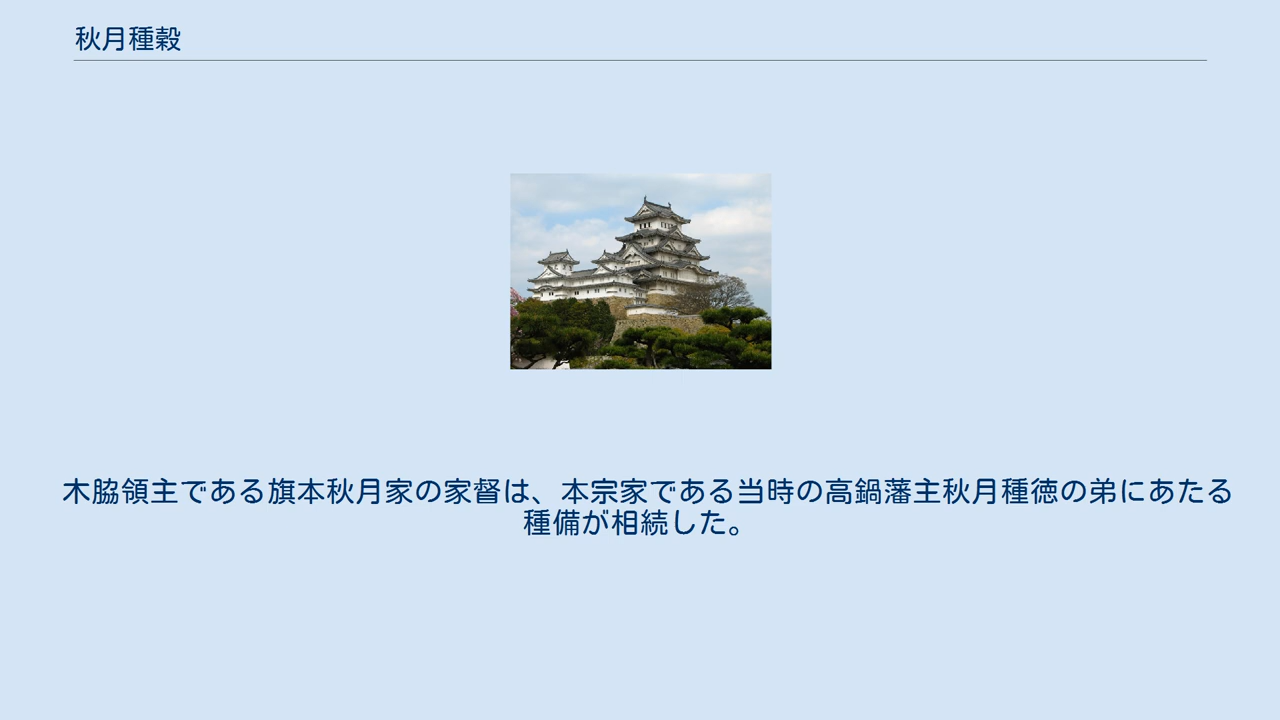 秋月種穀
木脇領主である旗本秋月家の家督は、本宗家である当時の高鍋藩主秋月種徳の弟にあたる
種備が相続した。